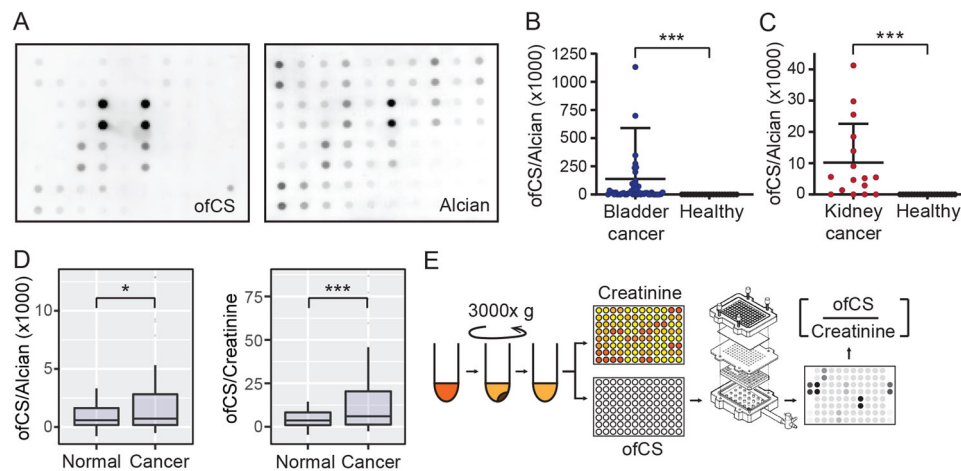 A
ofCS
Alcian
B
ofCS/Alcian (x1000)
1250
1000
750
500
250
0
***
Bladder
cancer
Healthy
C
ofCS/Alcian (x1000)
40
30
20
10
0
***
Kidney
cancer
Healthy
D
ofCS/Alcian (x1000)
10
5
0
*
Normal
Cancer
ofCS/Creatinine
75
50
25
0
***
Normal
Cancer
E
3000x g
Creatinine
ofCS
ofCS
Creatinine